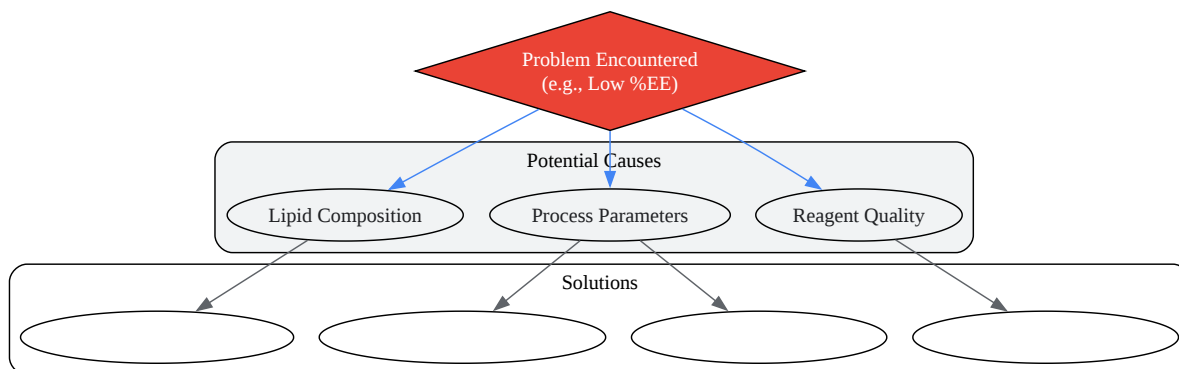 Problem Encountered
(e.g., Low %EE)
Potential Causes
Lipid Composition
Process Parameters
Reagent Quality
Solutions